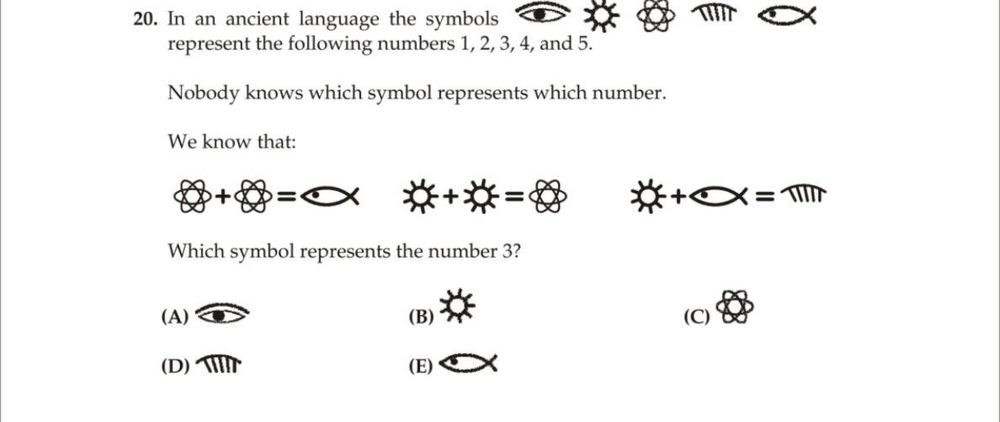 20. In an ancient language the symbols
represent the following numbers 1, 2, 3, 4, and 5.
Nobody knows which symbol represents which number.
We know that:
+ = + = + =
Which symbol represents the number 3?
(A) (B) (C)
(D) (E)